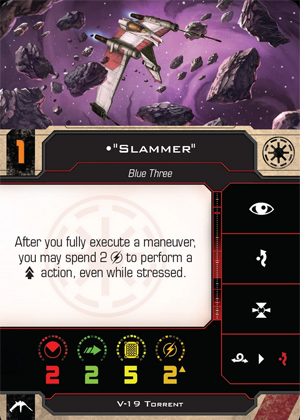 •"Slammer"
1
Blue Three
After you fully execute a maneuver,
you may spend 2 to perform a
action, even while stressed.
2 2 5 2
V-19 Torrent